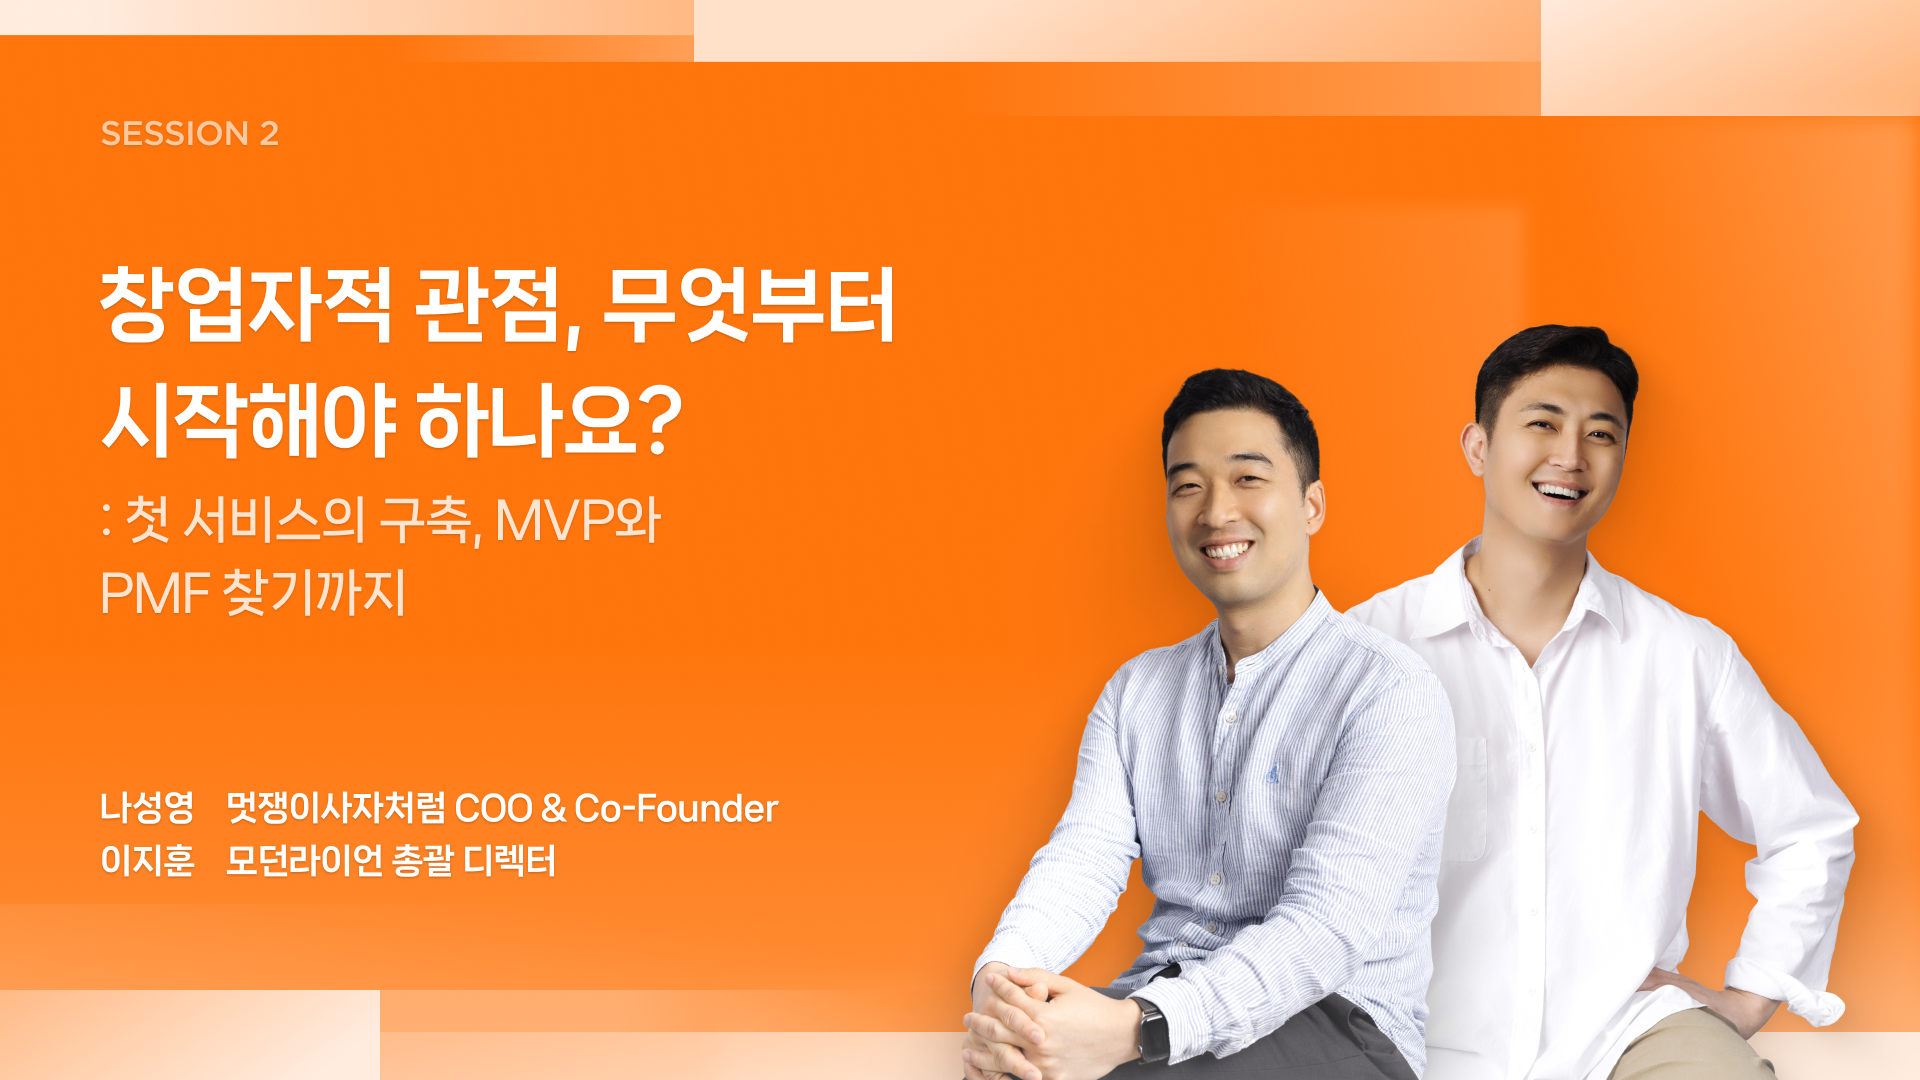 SESSION 2
창업자적 관점, 무엇부터
시작해야 하나요?
: 첫 서비스의 구축, MVP와
PMF 찾기까지
나성영 멋쟁이사자처럼 COO & Co-Founder
이지훈 모던라이언 총괄 디렉터